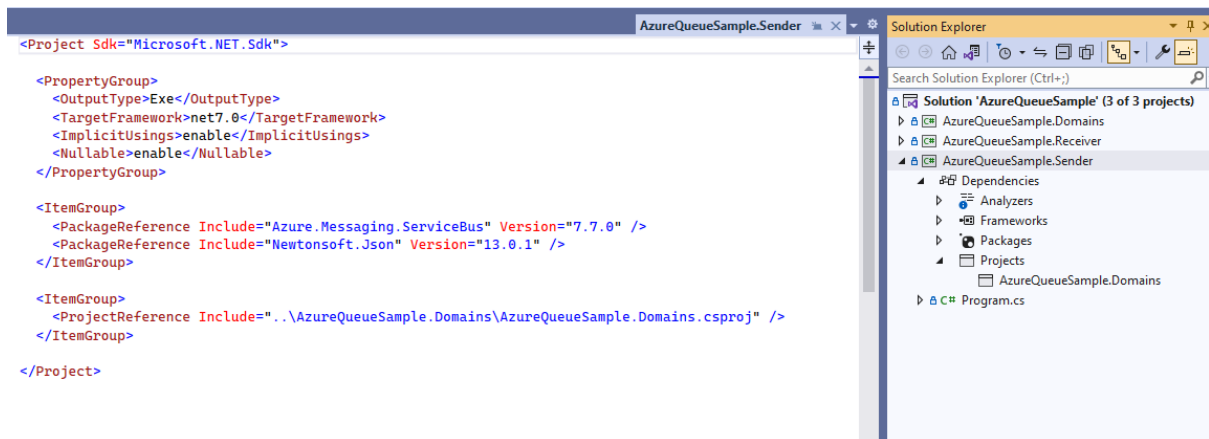 AzureQueueSample.Sender
<Project Sdk="Microsoft.NET.Sdk">
<PropertyGroup>
<OutputType>Exe</OutputType>
<TargetFramework>net7.0</TargetFramework>
<ImplicitUsings>enable</ImplicitUsings>
<Nullable>enable</Nullable>
</PropertyGroup>
<ItemGroup>
<PackageReference Include="Azure.Messaging.ServiceBus" Version="7.7.0" />
<PackageReference Include="Newtonsoft.Json" Version="13.0.1" />
</ItemGroup>
<ItemGroup>
<ProjectReference Include="..\AzureQueueSample.Domains\AzureQueueSample.Domains.csproj" />
</ItemGroup>
</Project>
Solution Explorer
Search Solution Explorer (Ctrl+;)
Solution 'AzureQueueSample' (3 of 3 projects)
C# AzureQueueSample.Domains
C# AzureQueueSample.Receiver
C# AzureQueueSample.Sender
Dependencies
Analyzers
Frameworks
Packages
Projects
AzureQueueSample.Domains
C# Program.cs